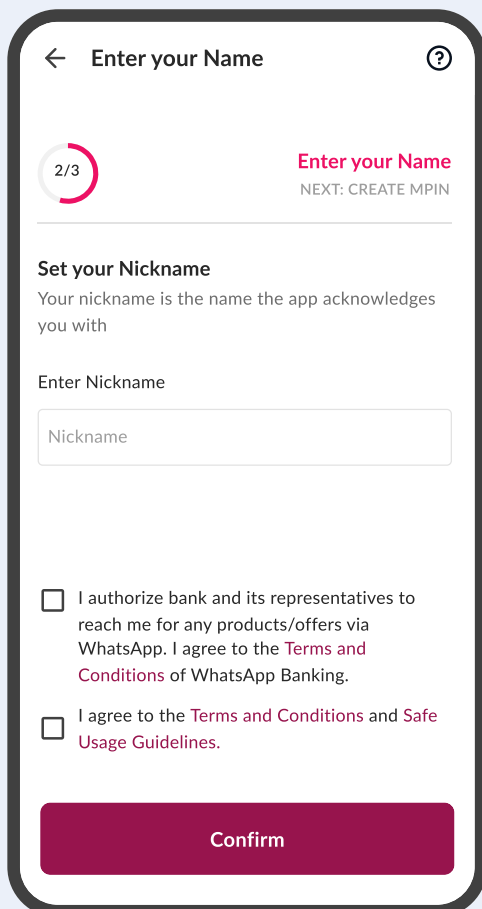 Enter your Name
?
2/3
Enter your Name
NEXT: CREATE MPIN
Set your Nickname
Your nickname is the name the app acknowledges
you with
Enter Nickname
Nickname
I authorize bank and its representatives to
reach me for any products/offers via
WhatsApp. I agree to the Terms and
Conditions of WhatsApp Banking.
I agree to the Terms and Conditions and Safe
Usage Guidelines.
Confirm